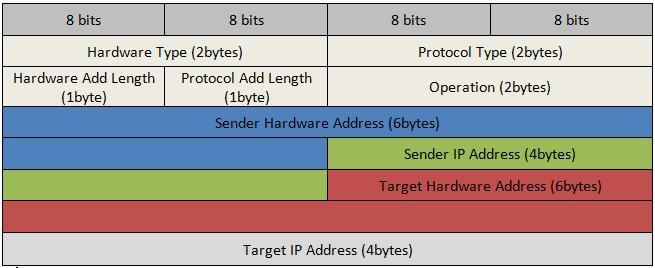 8 bits 8 bits 8 bits 8 bits
Hardware Type (2bytes) Protocol Type (2bytes)
Hardware Add Length (1byte) Protocol Add Length (1byte) Operation (2bytes)
Sender Hardware Address (6bytes)
Sender IP Address (4bytes)
Target Hardware Address (6bytes)
Target IP Address (4bytes)